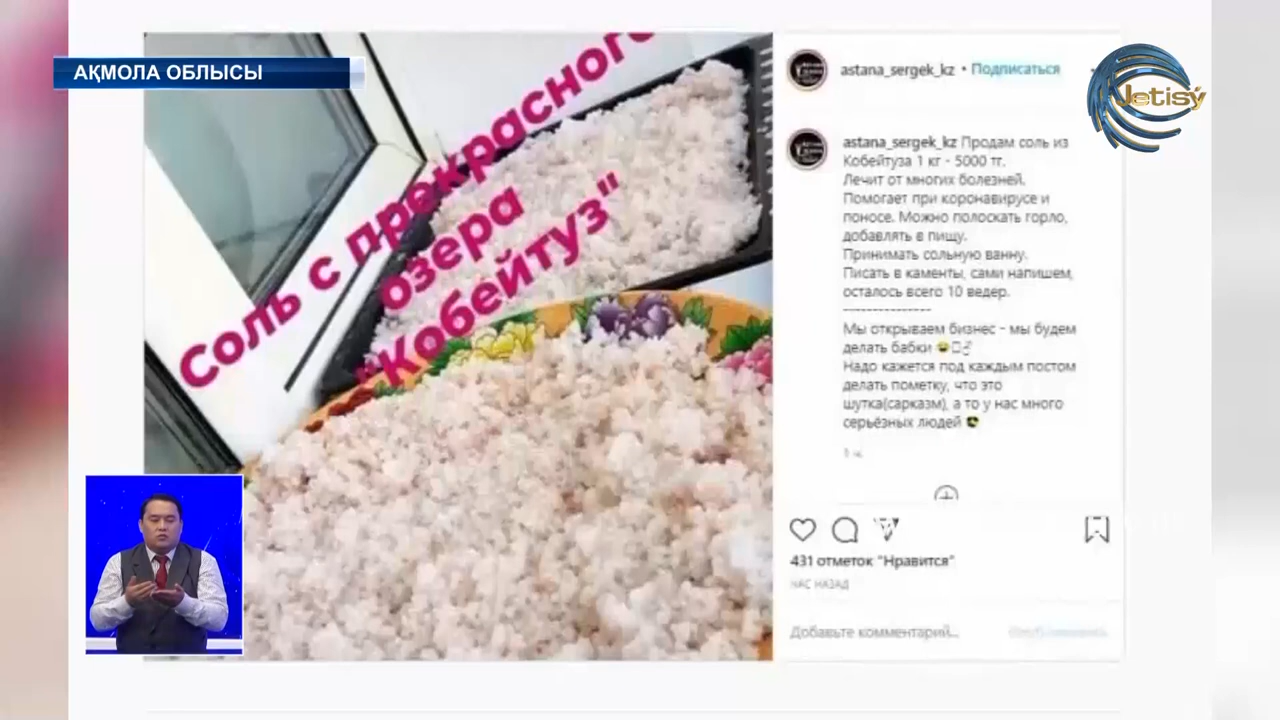 АҚМОЛА ОБЛЫСЫ
Jetisý
Соль с прекрасного
озера
"Кобейтуз"
astana_sergek_kz • Подписаться
astana_sergek_kz Продам соль из
Кобейтуза 1 кг - 5000 тг.
Лечит от многих болезней.
Помогает при коронавирусе и
поносе. Можно полоскать горло,
добавлять в пищу.
Принимать сольную ванну.
Писать в каменты, сами напишем,
осталось всего 10 ведер.
---------------
Мы открываем бизнес - мы будем
делать бабки
Надо кажется под каждым постом
делать пометку, что это
шутка(сарказм), а то у нас много
серьёзных людей
1 ч.
431 отметок "Нравится"
ЧАС НАЗАД
Добавьте комментарий...